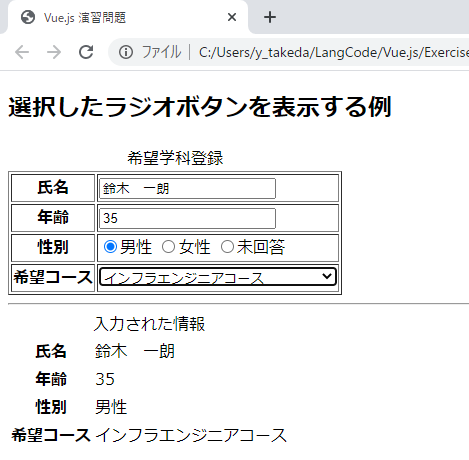 Vue.js 演習問題
ファイル | C:/Users/y_takeda/LangCode/Vue.js/Exercise
選択したラジオボタンを表示する例
希望学科登録
氏名 鈴木　一朗
年齢 35
性別 男性 女性 未回答
希望コース インフラエンジニアコース
入力された情報
氏名 鈴木　一朗
年齢 35
性別 男性
希望コース インフラエンジニアコース